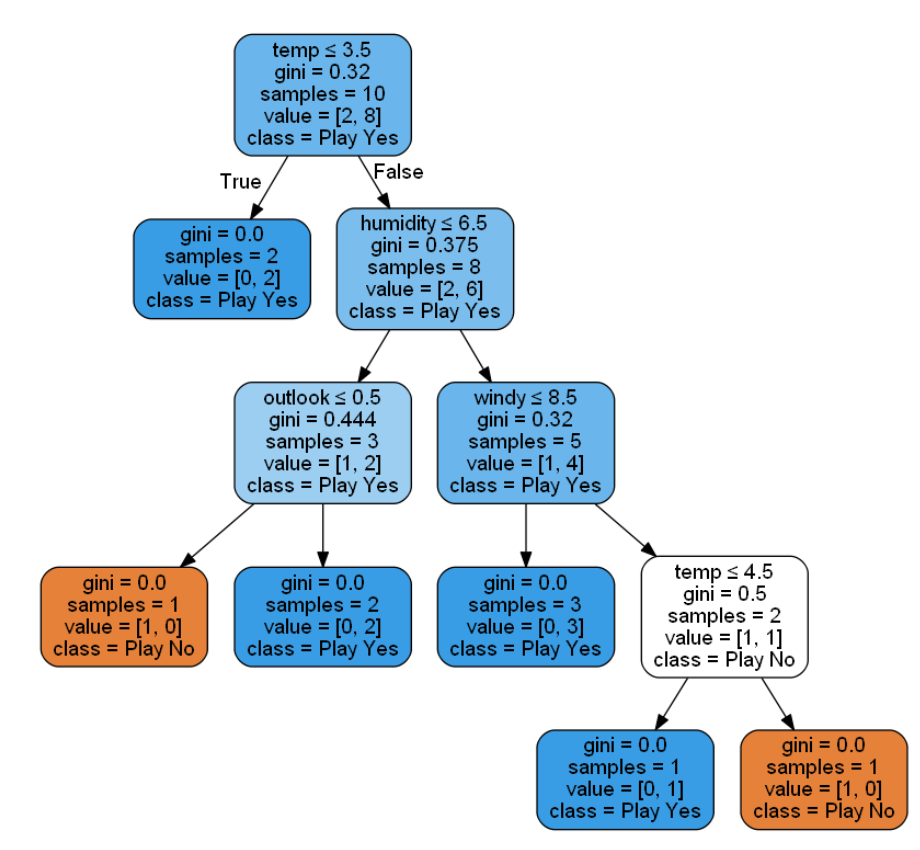 temp ≤ 3.5
gini = 0.32
samples = 10
value = [2, 8]
class = Play Yes
True
False
gini = 0.0
samples = 2
value = [0, 2]
class = Play Yes
humidity ≤ 6.5
gini = 0.375
samples = 8
value = [2, 6]
class = Play Yes
outlook ≤ 0.5
gini = 0.444
samples = 3
value = [1, 2]
class = Play Yes
windy ≤ 8.5
gini = 0.32
samples = 5
value = [1, 4]
class = Play Yes
gini = 0.0
samples = 1
value = [1, 0]
class = Play No
gini = 0.0
samples = 2
value = [0, 2]
class = Play Yes
gini = 0.0
samples = 3
value = [0, 3]
class = Play Yes
temp ≤ 4.5
gini = 0.5
samples = 2
value = [1, 1]
class = Play No
gini = 0.0
samples = 1
value = [0, 1]
class = Play Yes
gini = 0.0
samples = 1
value = [1, 0]
class = Play No